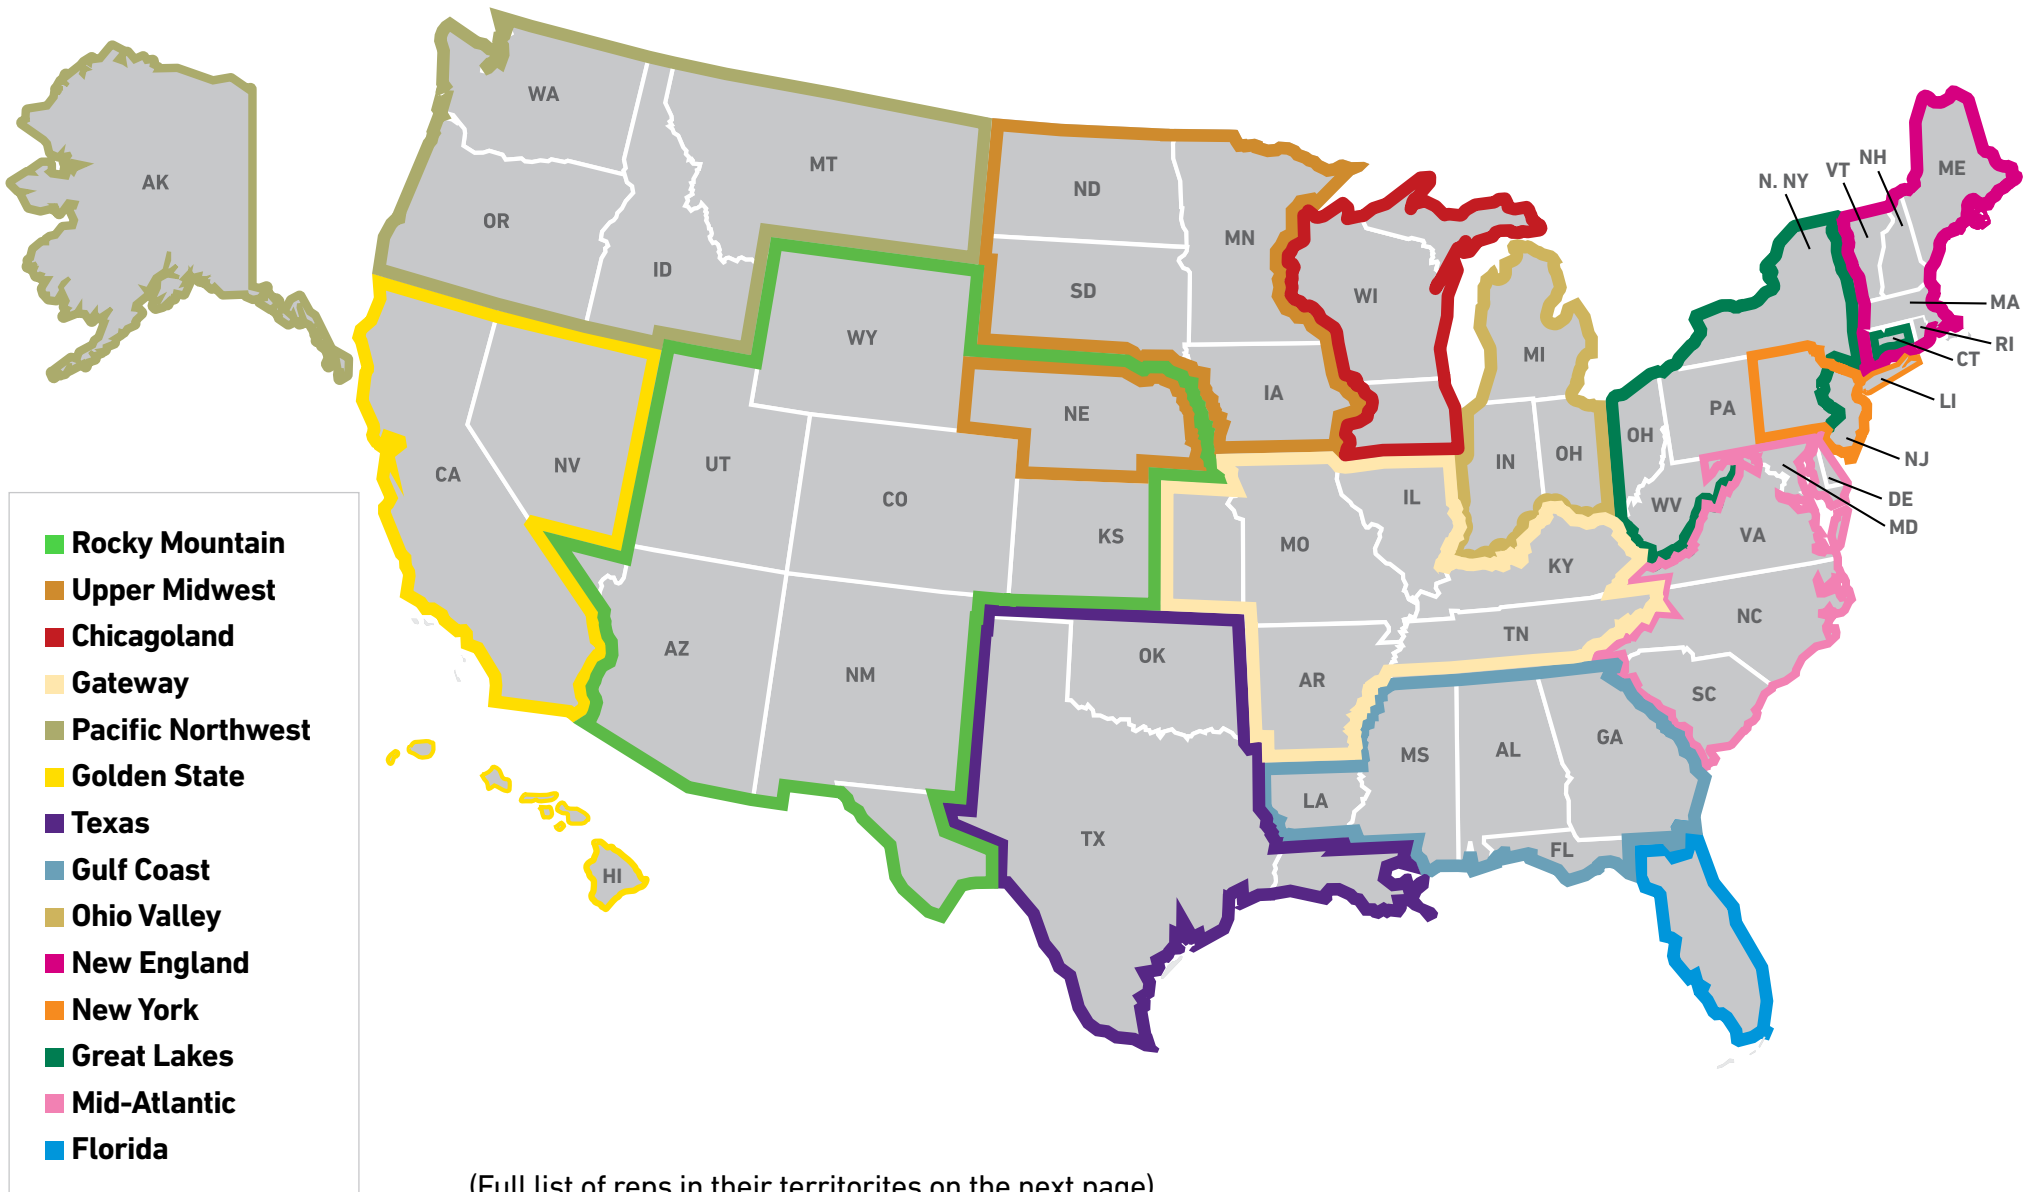 WA
MT
AK
OR
ID
ND
MN
SD
WI
WY
MI
IA
NE
NV
CA
UT
CO
KS
IL
IN
OH
OH
PA
WV
MO
KY
VA
NC
TN
AZ
NM
OK
AR
SC
MS
AL
GA
LA
TX
FL
HI
N. NY
VT
NH
ME
MA
RI
CT
LI
NJ
DE
MD
Rocky Mountain
Upper Midwest
Chicagoland
Gateway
Pacific Northwest
Golden State
Texas
Gulf Coast
Ohio Valley
New England
New York
Great Lakes
Mid-Atlantic
Florida
(Full list of reps in their territorites on the next page)